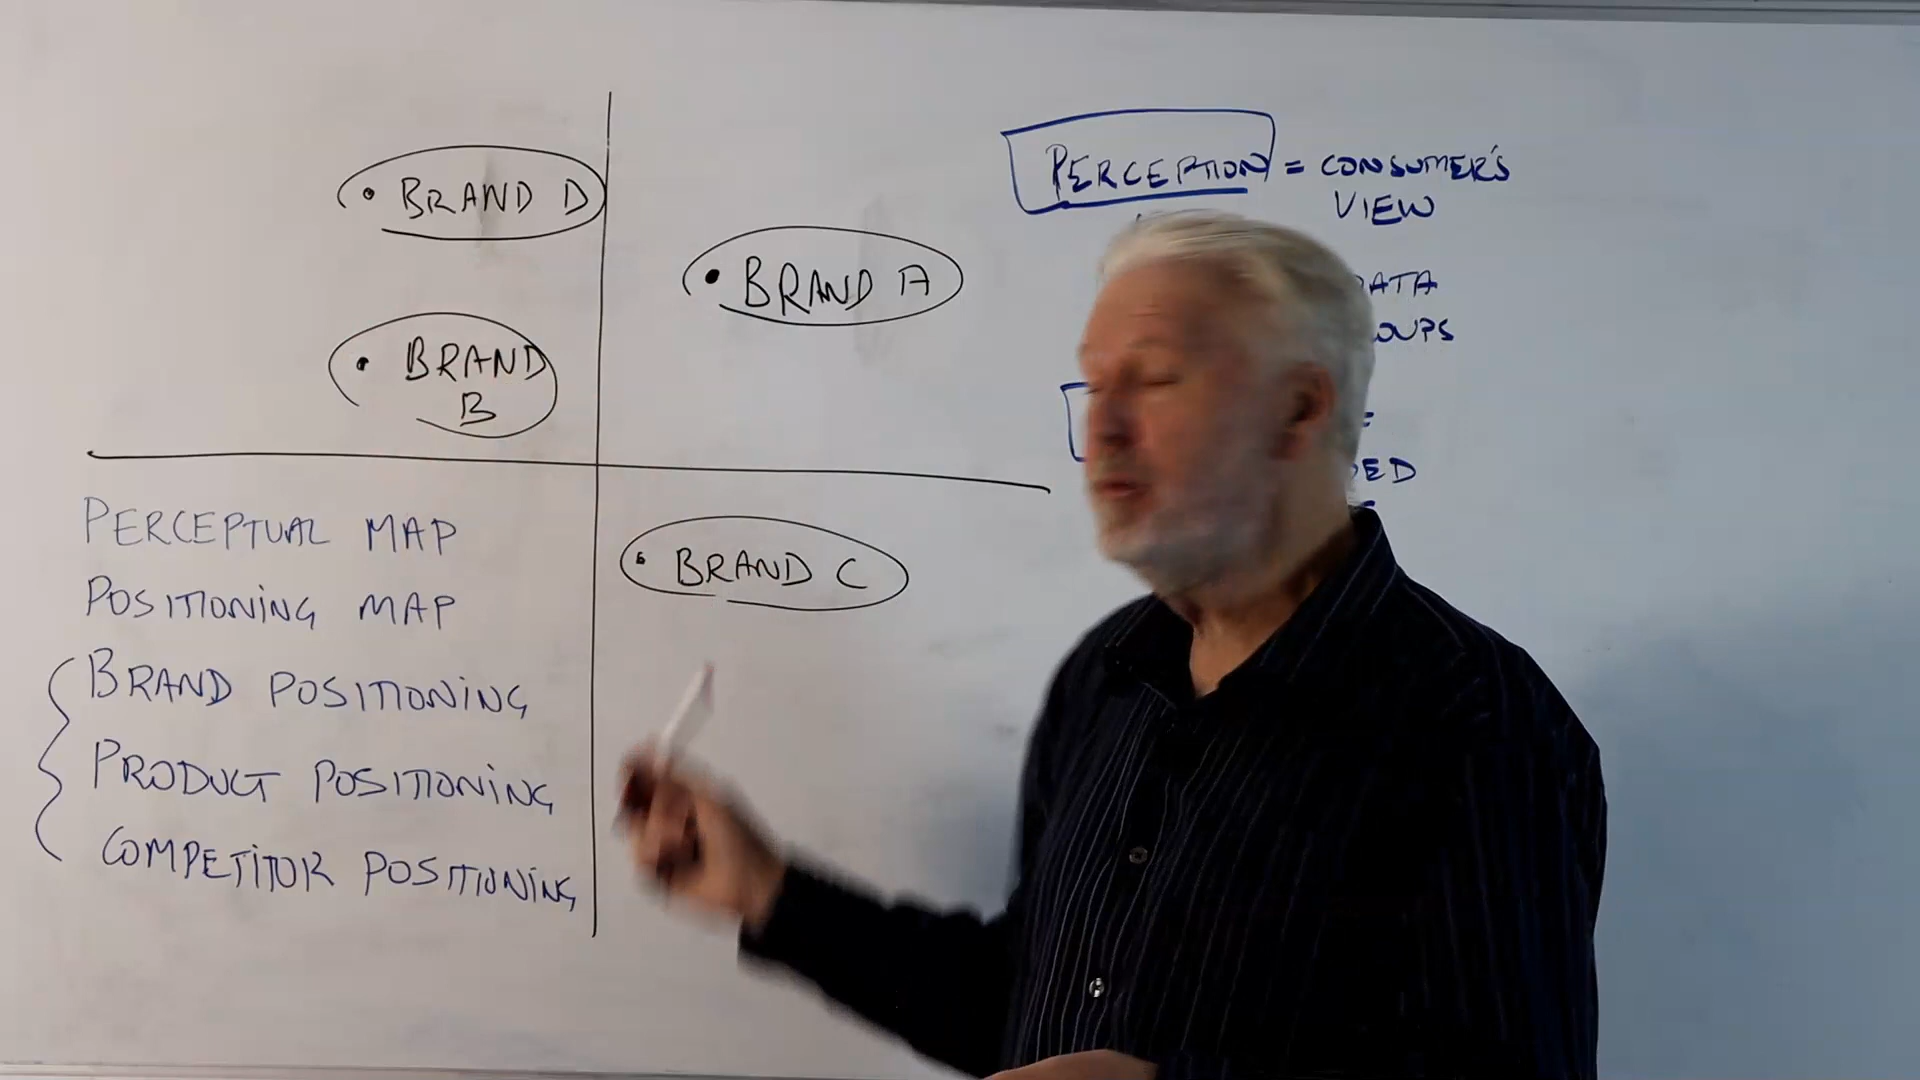 BRAND D
BRAND A
BRAND
B
BRAND C
PERCEPTUAL MAP
POSITIONING MAP
BRAND POSITIONING
PRODUCT POSITIONING
COMPETITOR POSITIONING
PERCEPTION = CONSUMER'S
VIEW